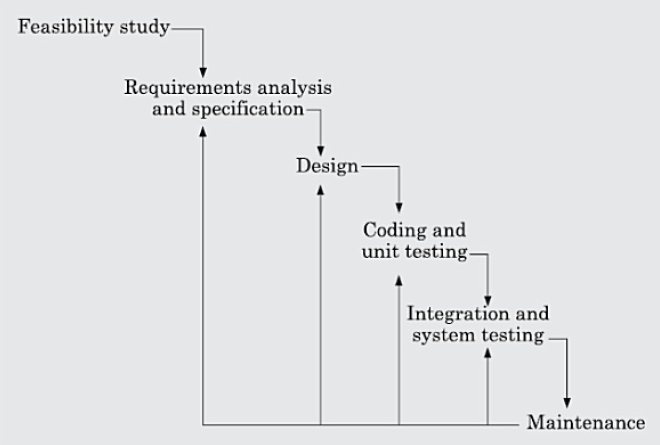 Feasibility study
Requirements analysis
and specification
Design
Coding and
unit testing
Integration and
system testing
Maintenance